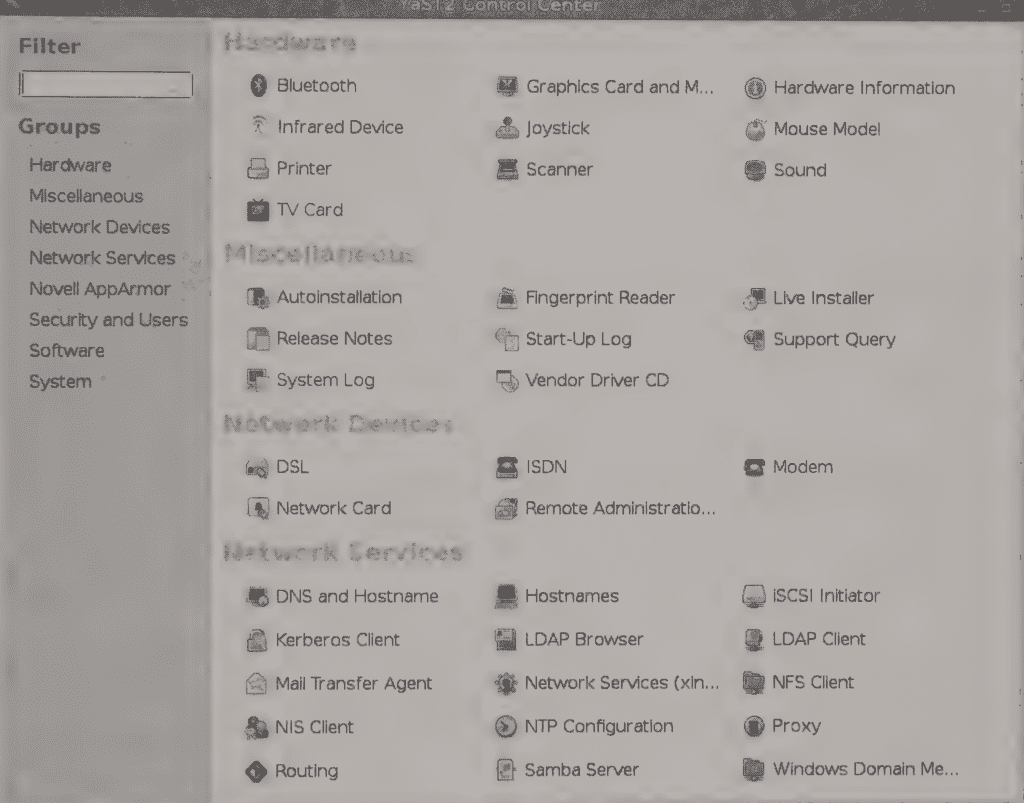 YaST2 Control Center
Filter
Groups
Hardware
Miscellaneous
Network Devices
Network Services
Novell AppArmor
Security and Users
Software
System
Hardware
Bluetooth Graphics Card and M... Hardware Information
Infrared Device Joystick Mouse Model
Printer Scanner Sound
TV Card
Miscellaneous
Autoinstallation Fingerprint Reader Live Installer
Release Notes Start-Up Log Support Query
System Log Vendor Driver CD
Network Devices
DSL ISDN Modem
Network Card Remote Administratio...
Network Services
DNS and Hostname Hostnames iSCSI Initiator
Kerberos Client LDAP Browser LDAP Client
Mail Transfer Agent Network Services (xin... NFS Client
NIS Client NTP Configuration Proxy
Routing Samba Server Windows Domain Me...